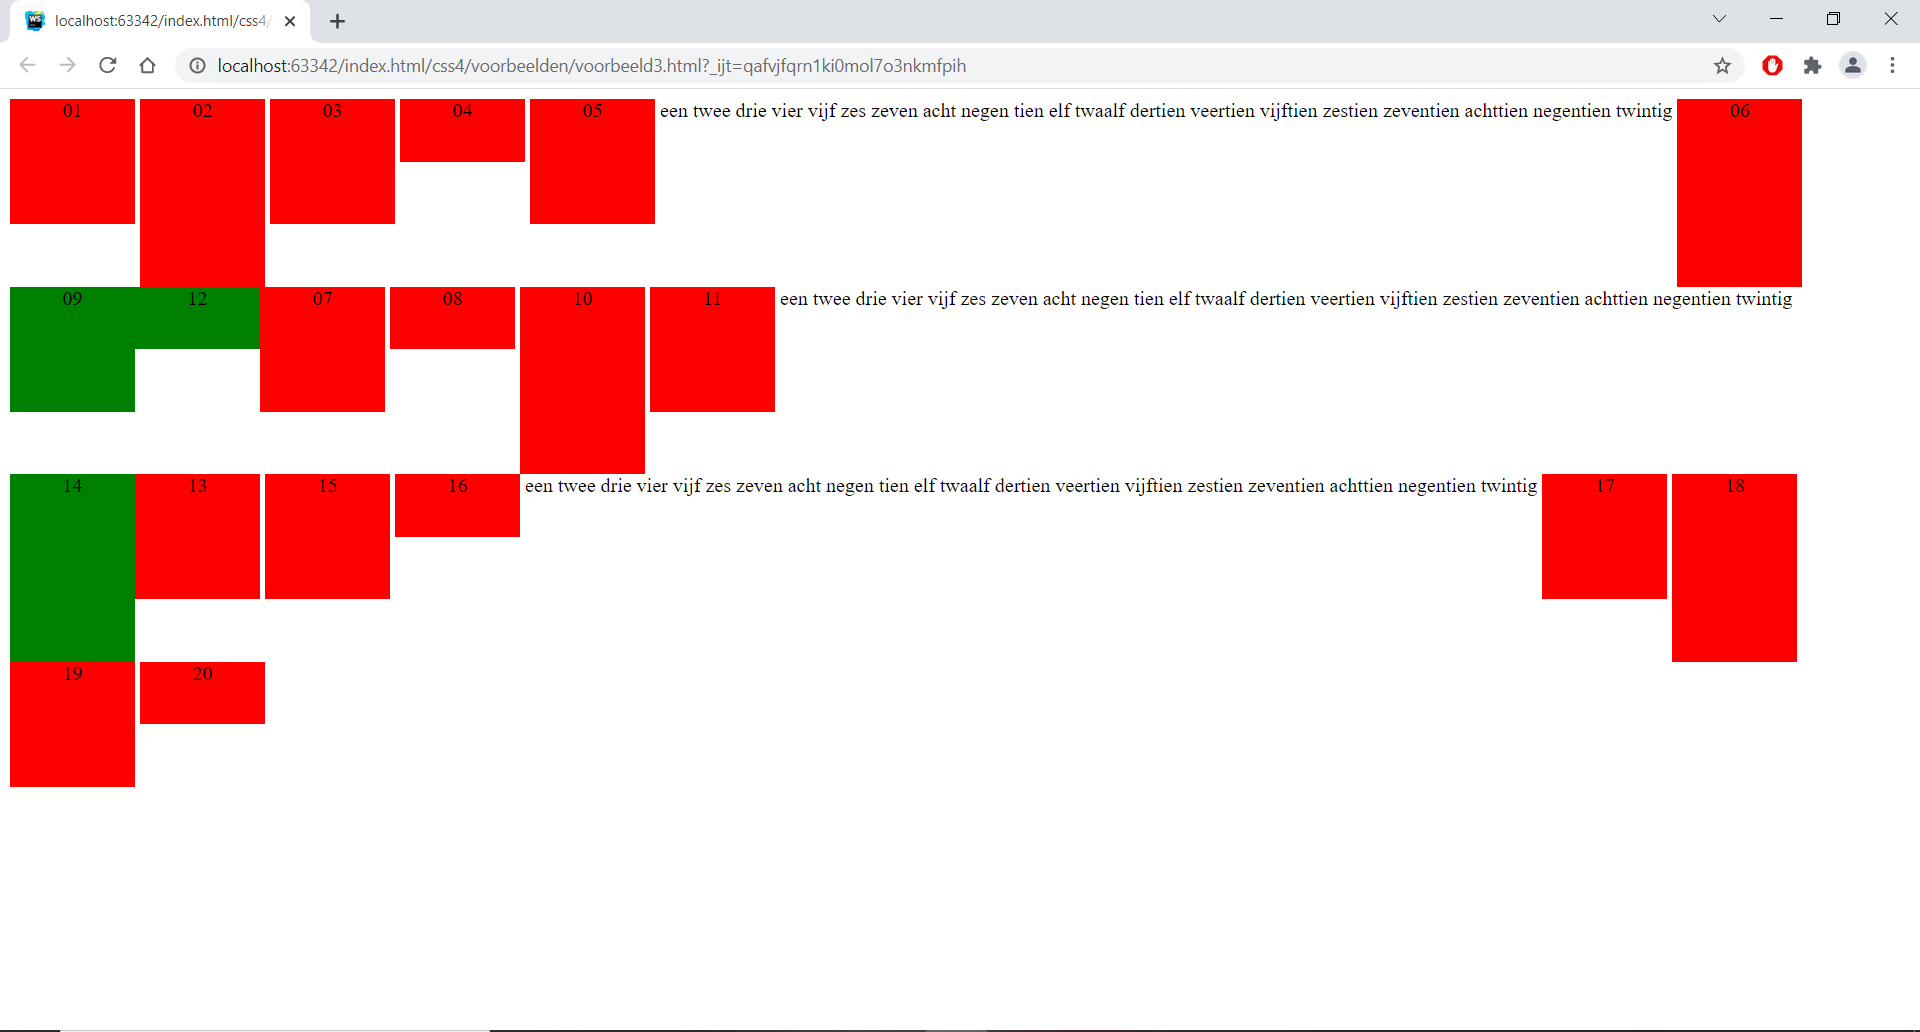 localhost:63342/index.html/css4/
localhost:63342/index.html/css4/voorbeelden/voorbeeld3.html?_ijt=qafvjfqrn1ki0mol7o3nkmfpih
01 02 03 04 05 een twee drie vier vijf zes zeven acht negen tien elf twaalf dertien veertien vijftien zestien zeventien achttien negentien twintig 06
09 12 07 08 10 11 een twee drie vier vijf zes zeven acht negen tien elf twaalf dertien veertien vijftien zestien zeventien achttien negentien twintig
14 13 15 16 een twee drie vier vijf zes zeven acht negen tien elf twaalf dertien veertien vijftien zestien zeventien achttien negentien twintig 17 18
19 20